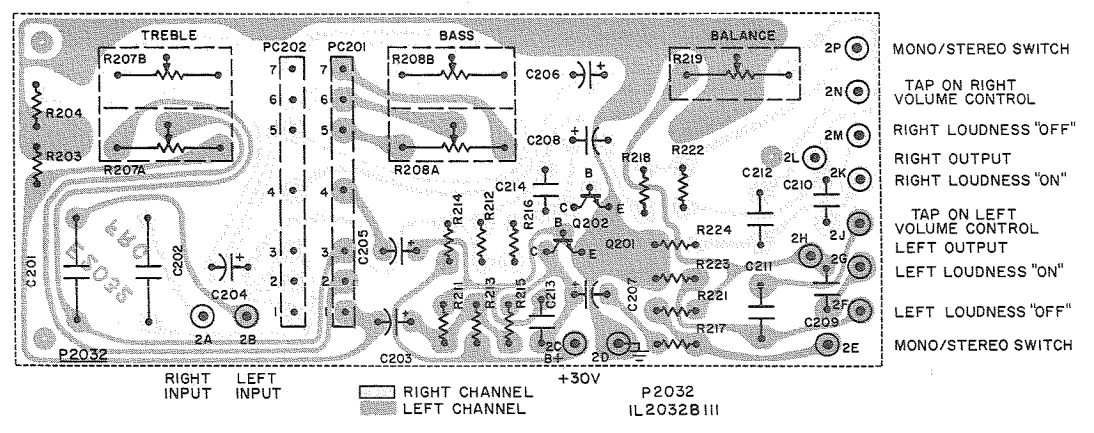 TREBLE
PC202
PC201
BASS
BALANCE
2P
MONO/STEREO SWITCH
R207B
R208B
R219
C206
7
7
2N
TAP ON RIGHT
VOLUME CONTROL
R204
6
6
5
5
C208
2M
RIGHT LOUDNESS "OFF"
R203
R207A
R208A
R218
R222
2L
RIGHT OUTPUT
C214
C212
C210
2K
RIGHT LOUDNESS "ON"
4
4
B
C
E
R214
R212
R216
Q202
2J
TAP ON LEFT
VOLUME CONTROL
C201
C202
C205
B
Q201
C
E
R224
2H
LEFT OUTPUT
3
3
R223
C211
2G
LEFT LOUDNESS "ON"
C204
2
2
R211
R213
R215
C213
C207
R221
2F
C209
LEFT LOUDNESS "OFF"
1
1
R217
2A
2B
C203
2C
B+
2D
2E
MONO/STEREO SWITCH
P2032
RIGHT
INPUT
LEFT
INPUT
+30V
RIGHT CHANNEL
LEFT CHANNEL
P2032
IL2032BIII